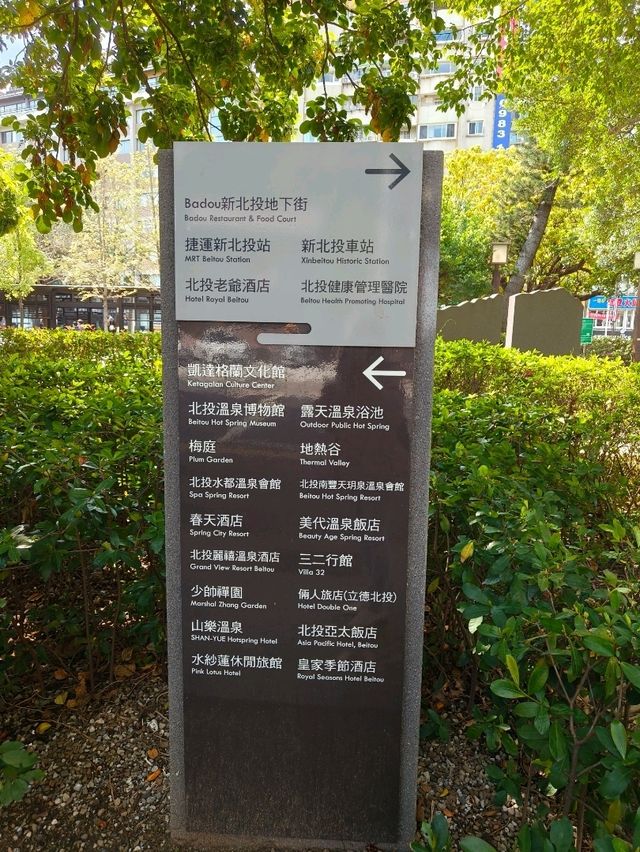 Badou新北投地下街
Badou Restaurant & Food Court
捷運新北投站
MRT Beitou Station
新北投車站
Xinbeitou Historic Station
北投老爺酒店
Hotel Royal Beitou
北投健康管理醫院
Beitou Health Promoting Hospital
凱達格蘭文化館
Ketagalan Culture Center
北投溫泉博物館
Beitou Hot Spring Museum
露天溫泉浴池
Outdoor Public Hot Spring
梅庭
Plum Garden
地熱谷
Thermal Valley
北投水都溫泉會館
Spa Spring Resort
北投南豐天玥泉溫泉會館
Beitou Hot Spring Resort
春天酒店
Spring City Resort
美代溫泉飯店
Beauty Age Spring Resort
北投麗禧溫泉酒店
Grand View Resort Beitou
三二行館
Villa 32
少帥禪園
Marshal Zhang Garden
倆人旅店(立德北投)
Hotel Double One
山樂溫泉
SHAN-YUE Hotspring Hotel
北投亞太飯店
Asia Pacific Hotel, Beitou
水紗蓮休閒旅館
Pink Lotus Hotel
皇家季節酒店
Royal Seasons Hotel Beitou
0983